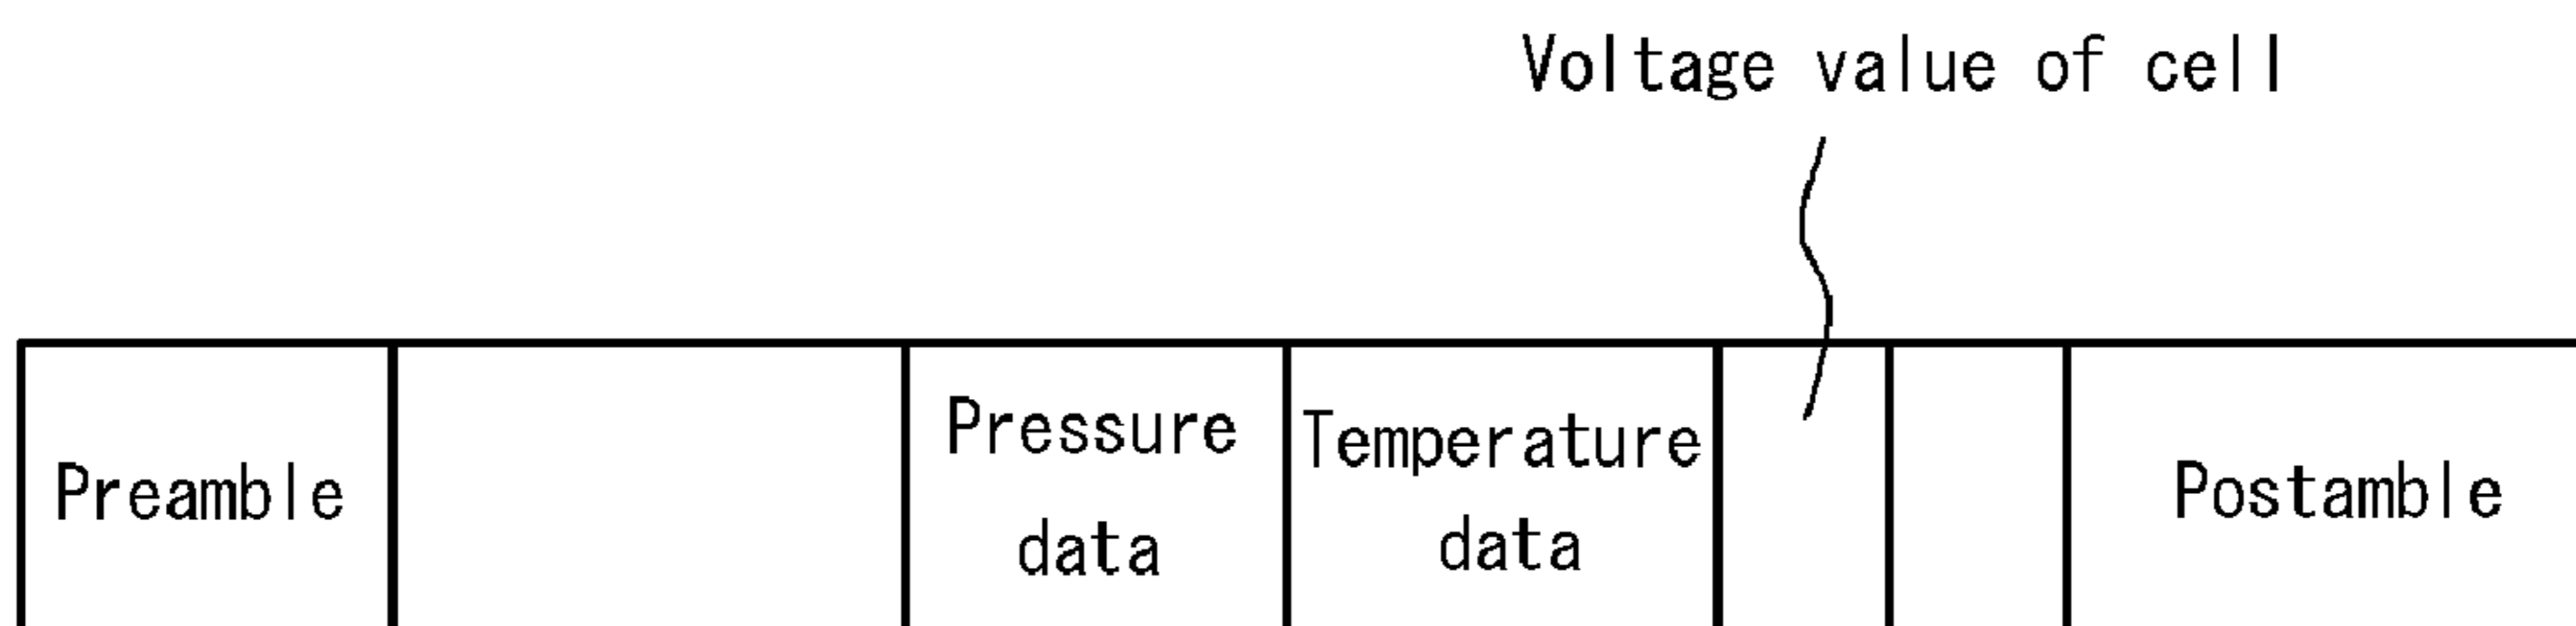 Voltage value of cell
Preamble
Pressure
data
Temperature
data
Postamble